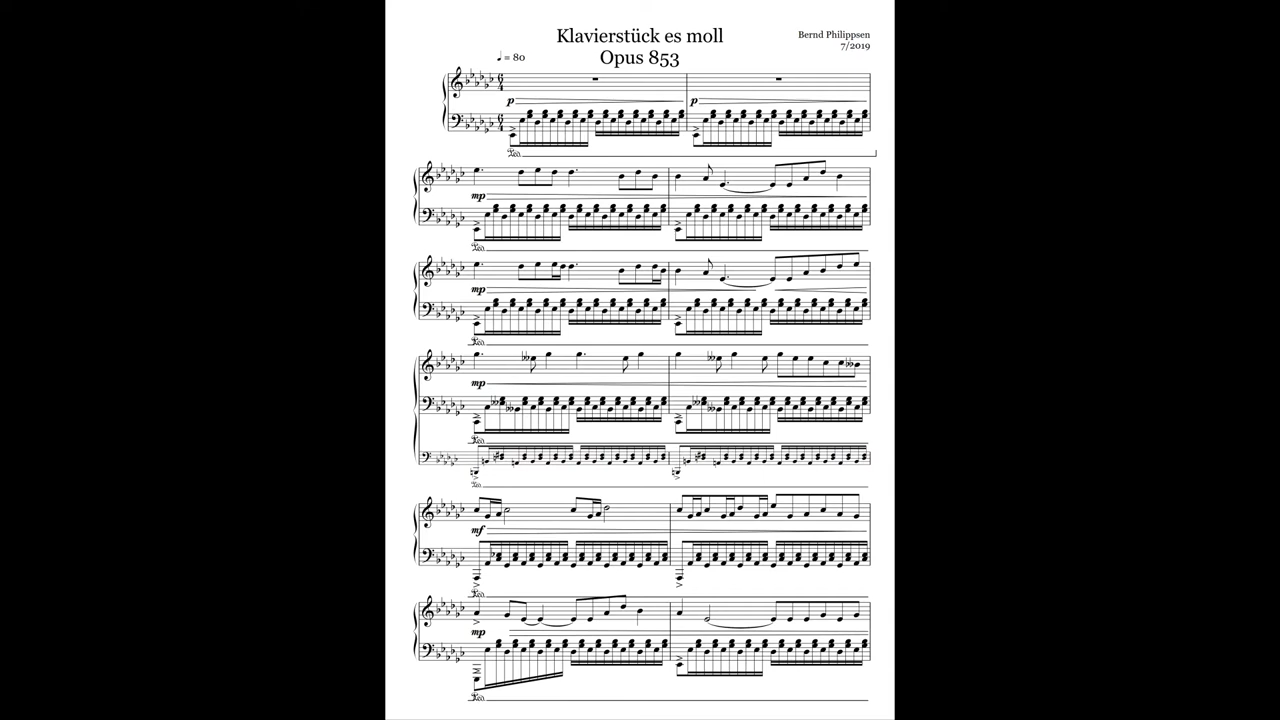 Klavierstück es moll
Opus 853
Bernd Philippsen
7/2019
♩ = 80
p
p
mp
mp
mp
mf
mp